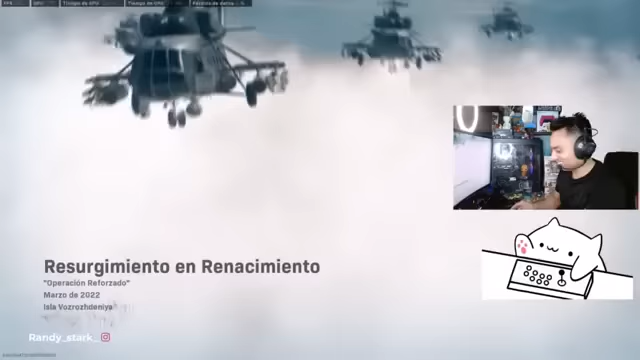 Resurgimiento en Renacimiento
"Operación Reforzado"
Marzo de 2022
Isla Vozrozhdeniya
Randy_stark_